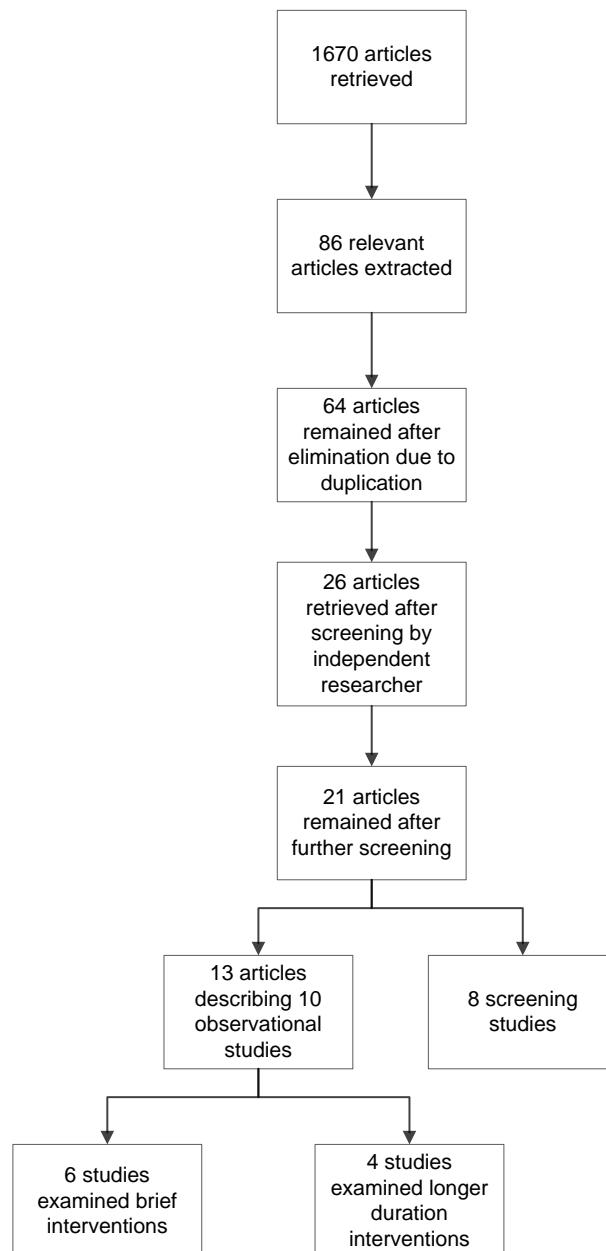 1670 articles
retrieved
86 relevant
articles extracted
64 articles
remained after
elimination due to
duplication
26 articles
retrieved after
screening by
independent
researcher
21 articles
remained after
further screening
13 articles
describing 10
observational
studies
8 screening
studies
6 studies
examined brief
interventions
4 studies
examined longer
duration
interventions